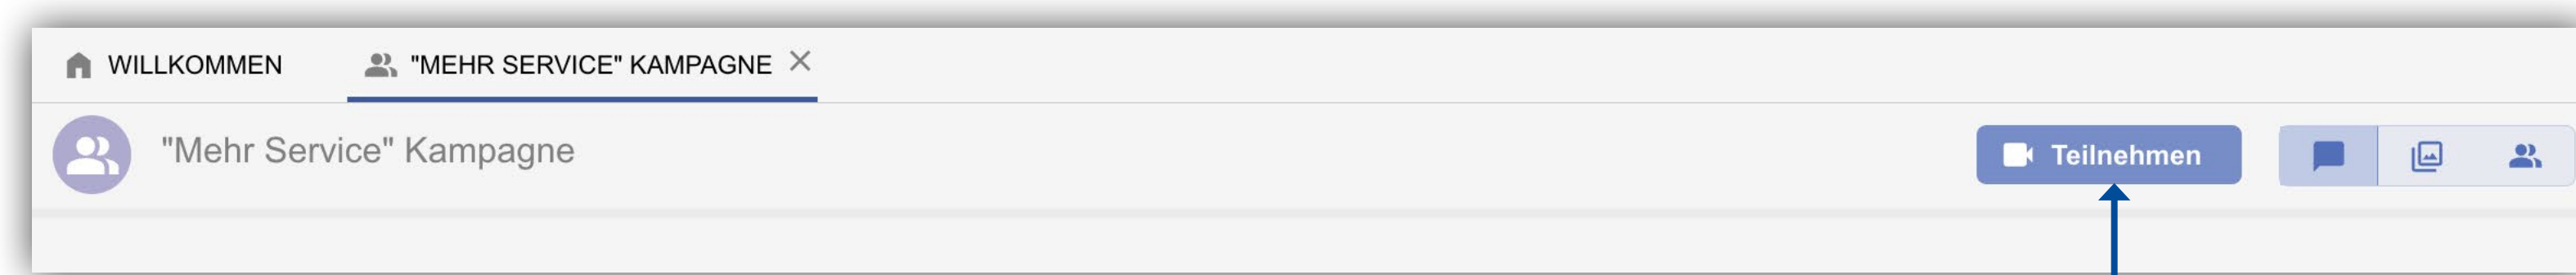 WILLKOMMEN "MEHR SERVICE" KAMPAGNE
"Mehr Service" Kampagne Teilnehmen